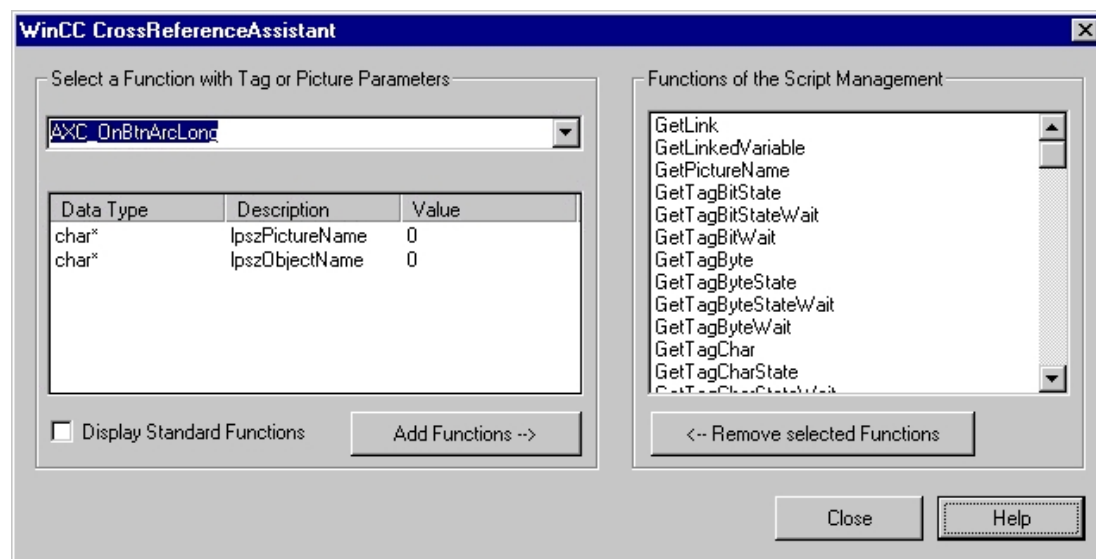 WinCC CrossReferenceAssistant
Select a Function with Tag or Picture Parameters
AXC_OnBtnArcLong
Data Type Description Value
char* lpszPictureName 0
char* lpszObjectName 0
Display Standard Functions
Add Functions -->
Functions of the Script Management
GetLink
GetLinkedVariable
GetPictureName
GetTagBitState
GetTagBitStateWait
GetTagBitWait
GetTagByte
GetTagByteState
GetTagByteStateWait
GetTagByteWait
GetTagChar
GetTagCharState
<-- Remove selected Functions
Close
Help